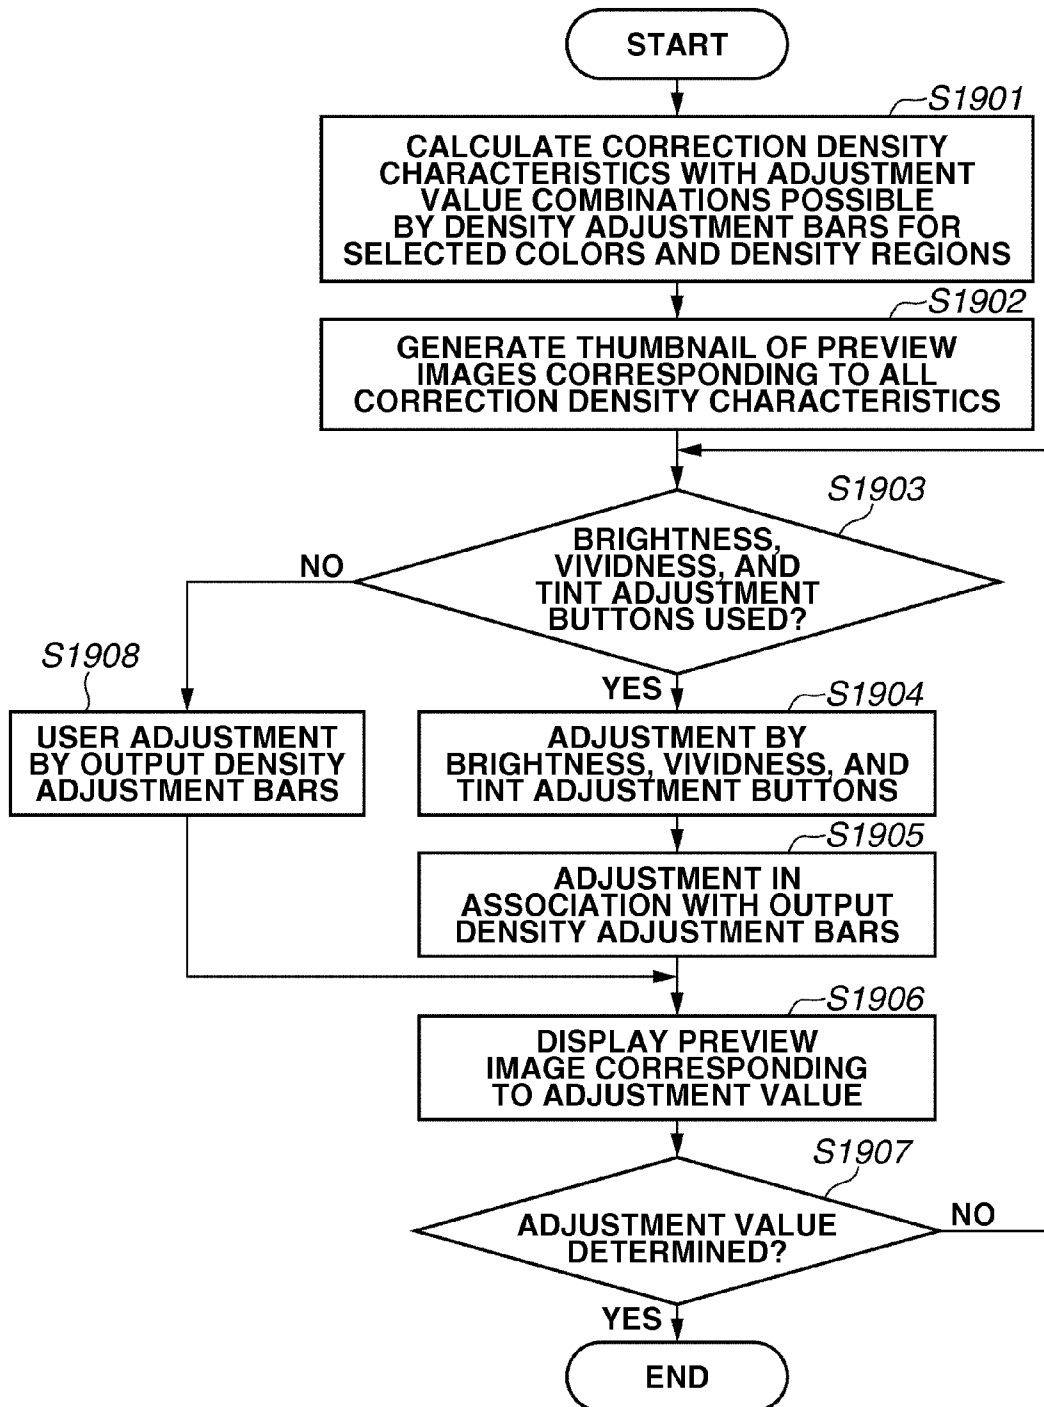 START
S1901
CALCULATE CORRECTION DENSITY
CHARACTERISTICS WITH ADJUSTMENT
VALUE COMBINATIONS POSSIBLE
BY DENSITY ADJUSTMENT BARS FOR
SELECTED COLORS AND DENSITY REGIONS
S1902
GENERATE THUMBNAIL OF PREVIEW
IMAGES CORRESPONDING TO ALL
CORRECTION DENSITY CHARACTERISTICS
S1903
BRIGHTNESS,
VIVIDNESS, AND
TINT ADJUSTMENT
BUTTONS USED?
NO
YES
S1908
USER ADJUSTMENT
BY OUTPUT DENSITY
ADJUSTMENT BARS
S1904
ADJUSTMENT BY
BRIGHTNESS, VIVIDNESS, AND
TINT ADJUSTMENT BUTTONS
S1905
ADJUSTMENT IN
ASSOCIATION WITH OUTPUT
DENSITY ADJUSTMENT BARS
S1906
DISPLAY PREVIEW
IMAGE CORRESPONDING
TO ADJUSTMENT VALUE
S1907
ADJUSTMENT VALUE
DETERMINED?
NO
YES
END